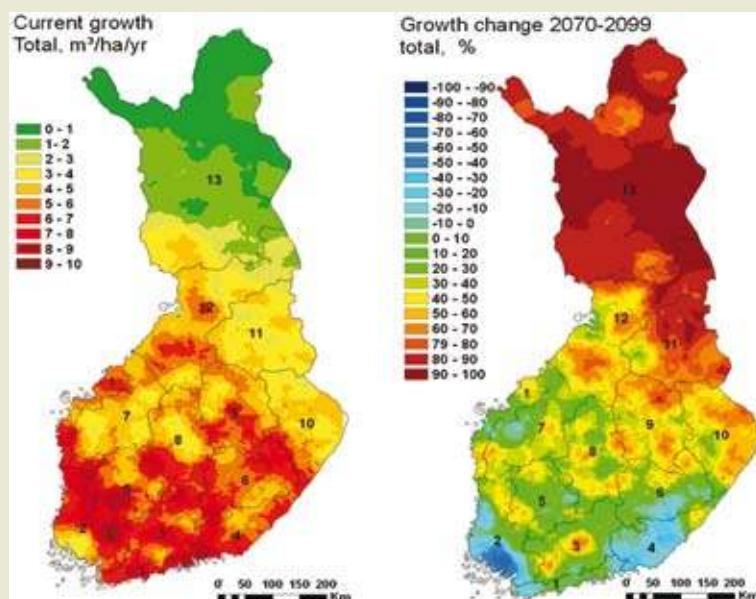 Current growth
Total, m³/ha/yr
0 - 1
1 - 2
2 - 3
3 - 4
4 - 5
5 - 6
6 - 7
7 - 8
8 - 9
9 - 10
13
11
10
7
8
6
2
0 50 100 150 200
Km
Growth change 2070-2099
total, %
-100 - -90
-90 - -80
-80 - -70
-70 - -60
-60 - -50
-50 - -40
-40 - -30
-30 - -20
-20 - -10
-10 - 0
0 - 10
10 - 20
20 - 30
30 - 40
40 - 50
50 - 60
60 - 70
79 - 80
80 - 90
90 - 100
13
12
11
1
7
9
10
8
5
6
2
3
4
1
0 50 100 150 200
Km